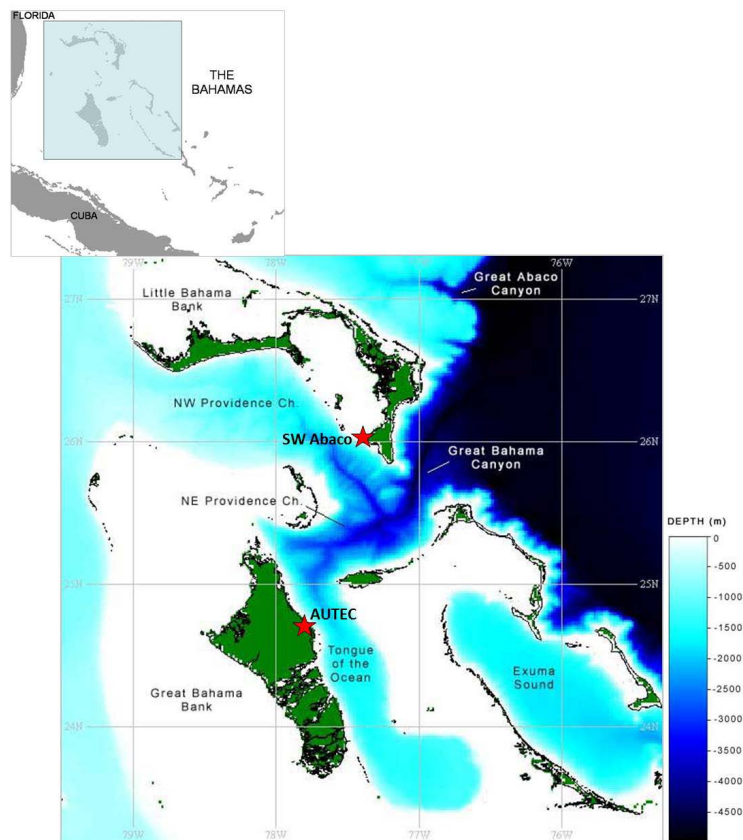 FLORIDA
THE
BAHAMAS
CUBA
79W
78W
76W
Great Abaco
Canyon
27N
27N
Little Bahama
Bank
NW Providence Ch.
SW Abaco
26N
26N
Great Bahama
Canyon
NE Providence Ch.
DEPTH (m)
0
-500
-1000
-1500
-2000
-2500
-3000
-3500
-4000
-4500
25N
25N
AUTEC
Tongue
of the
Ocean
Exuma
Sound
Great Bahama
Bank
24N
24N
79W
78W
77W
76W